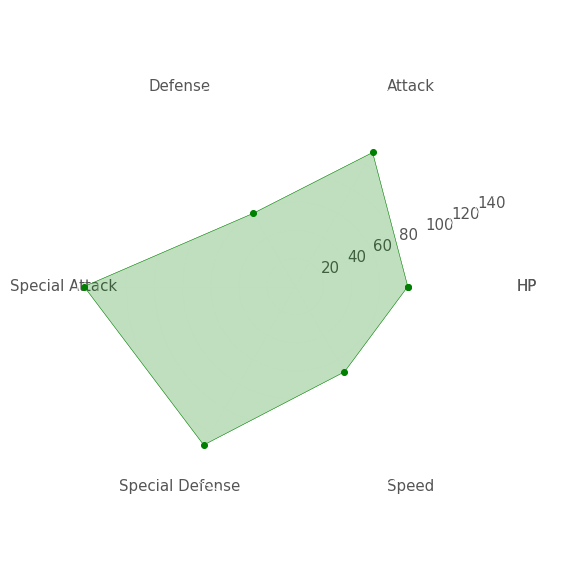 Defense
Attack
140
120
100
80
60
40
20
Special Attack
HP
Special Defense
Speed